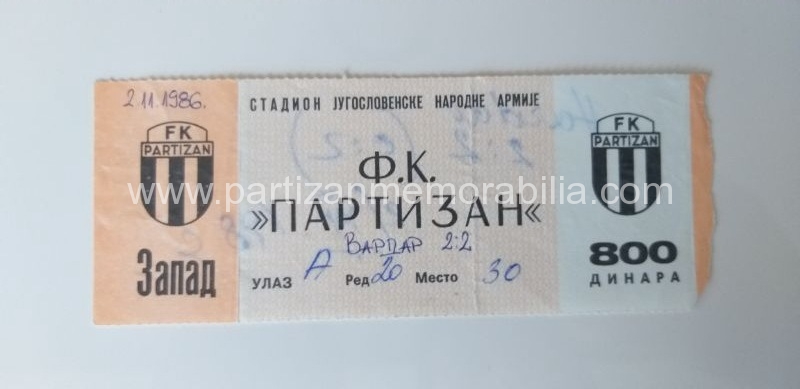 2.11.1986.
FK
PARTIZAN
Запад
СТАДИОН ЈУГОСЛОВЕНСКЕ НАРОДНЕ АРМИЈЕ
Ф.К.
»ПАРТИЗАН«
ВАРДАР 2:2
УЛАЗ А Ред 20 Место 30
FK
PARTIZAN
800
ДИНАРА
www.partizanmemorabilia.com